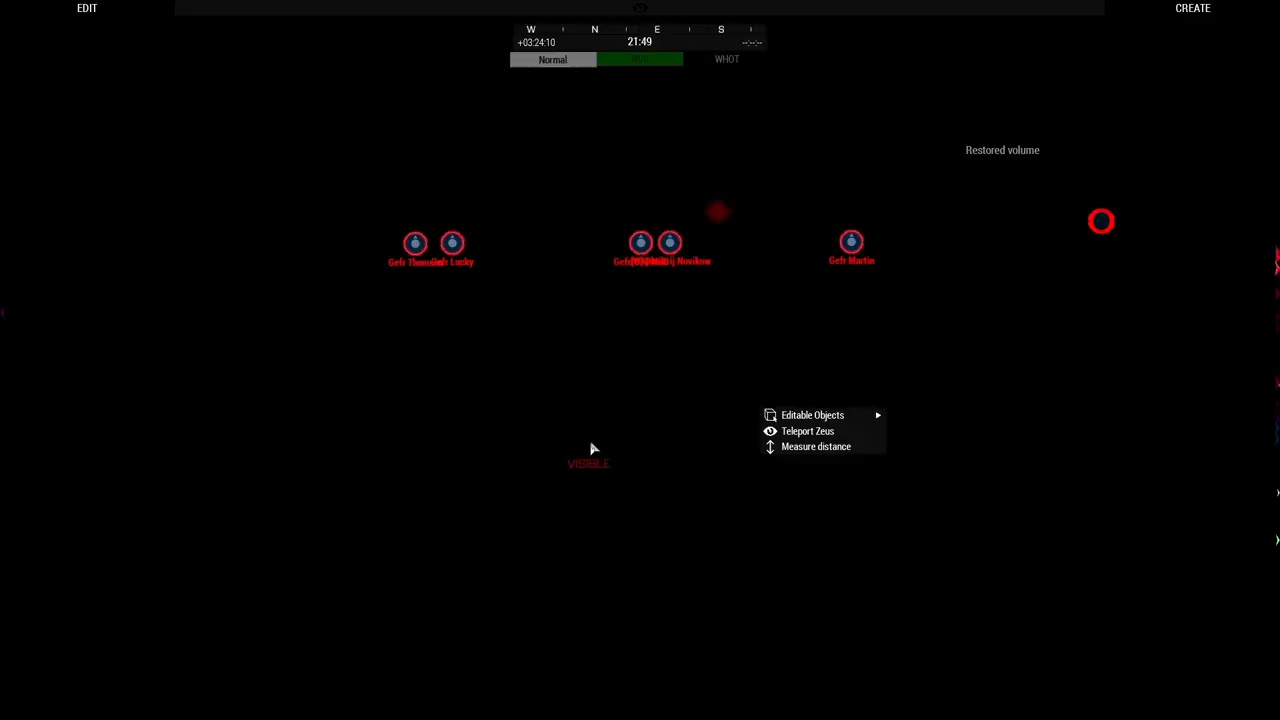 EDIT
CREATE
W N E S
+03:24:10 21:49 --:--:--
Normal WHOT
Restored volume
Gefr Lucky
Nuvikow
Gefr Martin
Editable Objects
Teleport Zeus
Measure distance
VISIBLE